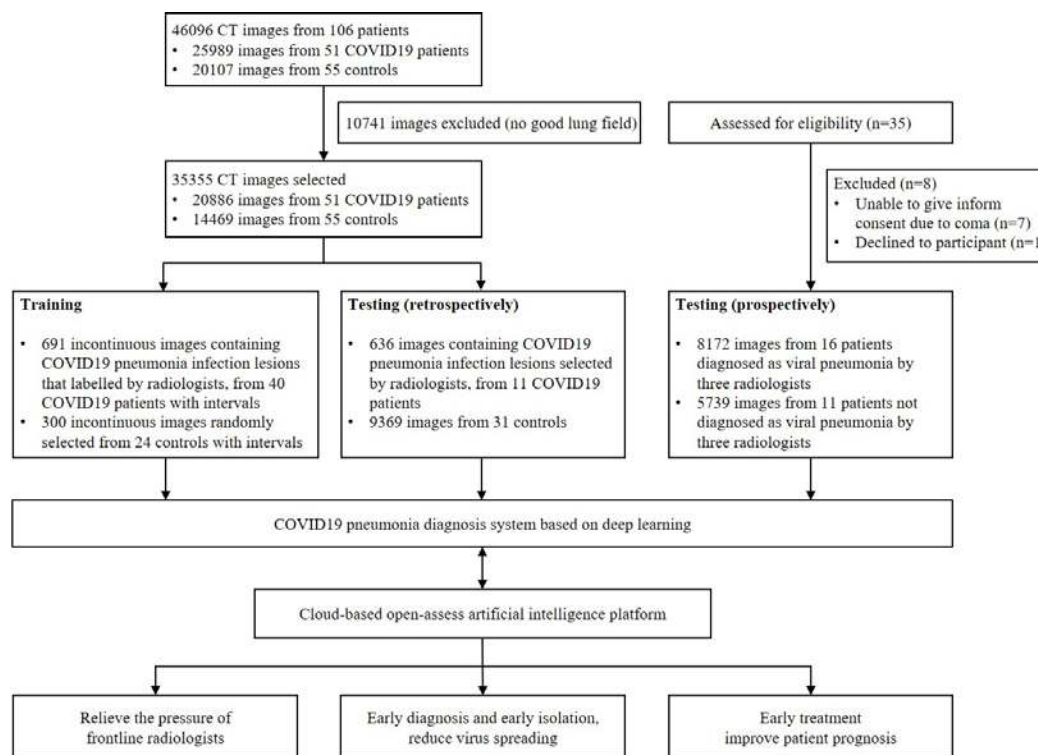 46096 CT images from 106 patients
• 25989 images from 51 COVID19 patients
• 20107 images from 55 controls
10741 images excluded (no good lung field)
Assessed for eligibility (n=35)
35355 CT images selected
• 20886 images from 51 COVID19 patients
• 14469 images from 55 controls
Excluded (n=8)
• Unable to give inform
consent due to coma (n=7)
• Declined to participant (n=1
Training
• 691 incontinuous images containing
COVID19 pneumonia infection lesions
that labelled by radiologists, from 40
COVID19 patients with intervals
• 300 incontinuous images randomly
selected from 24 controls with intervals
Testing (retrospectively)
• 636 images containing COVID19
pneumonia infection lesions selected
by radiologists, from 11 COVID19
patients
• 9369 images from 31 controls
Testing (prospectively)
• 8172 images from 16 patients
diagnosed as viral pneumonia by
three radiologists
• 5739 images from 11 patients not
diagnosed as viral pneumonia by
three radiologists
COVID19 pneumonia diagnosis system based on deep learning
Cloud-based open-assess artificial intelligence platform
Relieve the pressure of
frontline radiologists
Early diagnosis and early isolation,
reduce virus spreading
Early treatment
improve patient prognosis